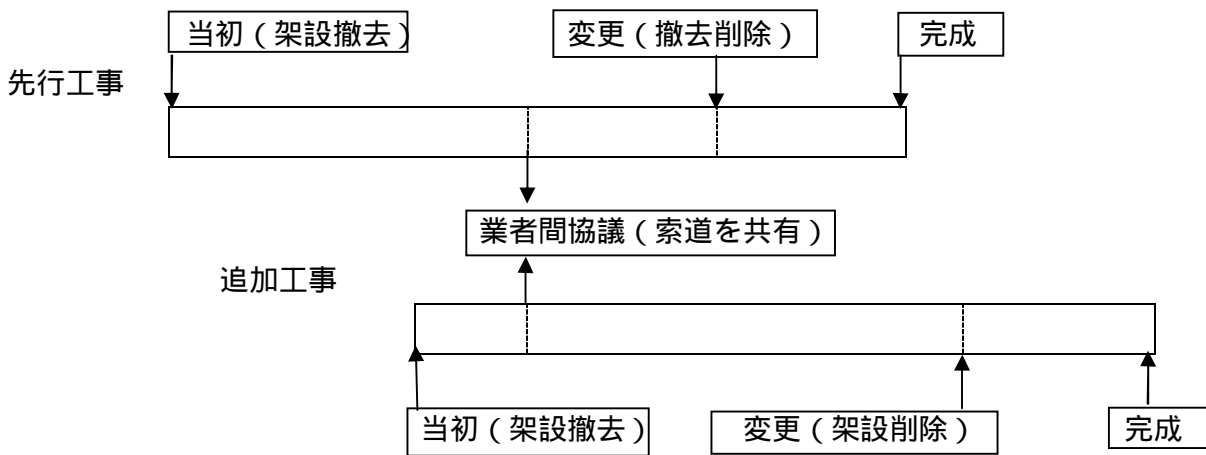 当初（架設撤去）
変更（撤去削除）
完成
先行工事
業者間協議（索道を共有）
追加工事
当初（架設撤去）
変更（架設削除）
完成